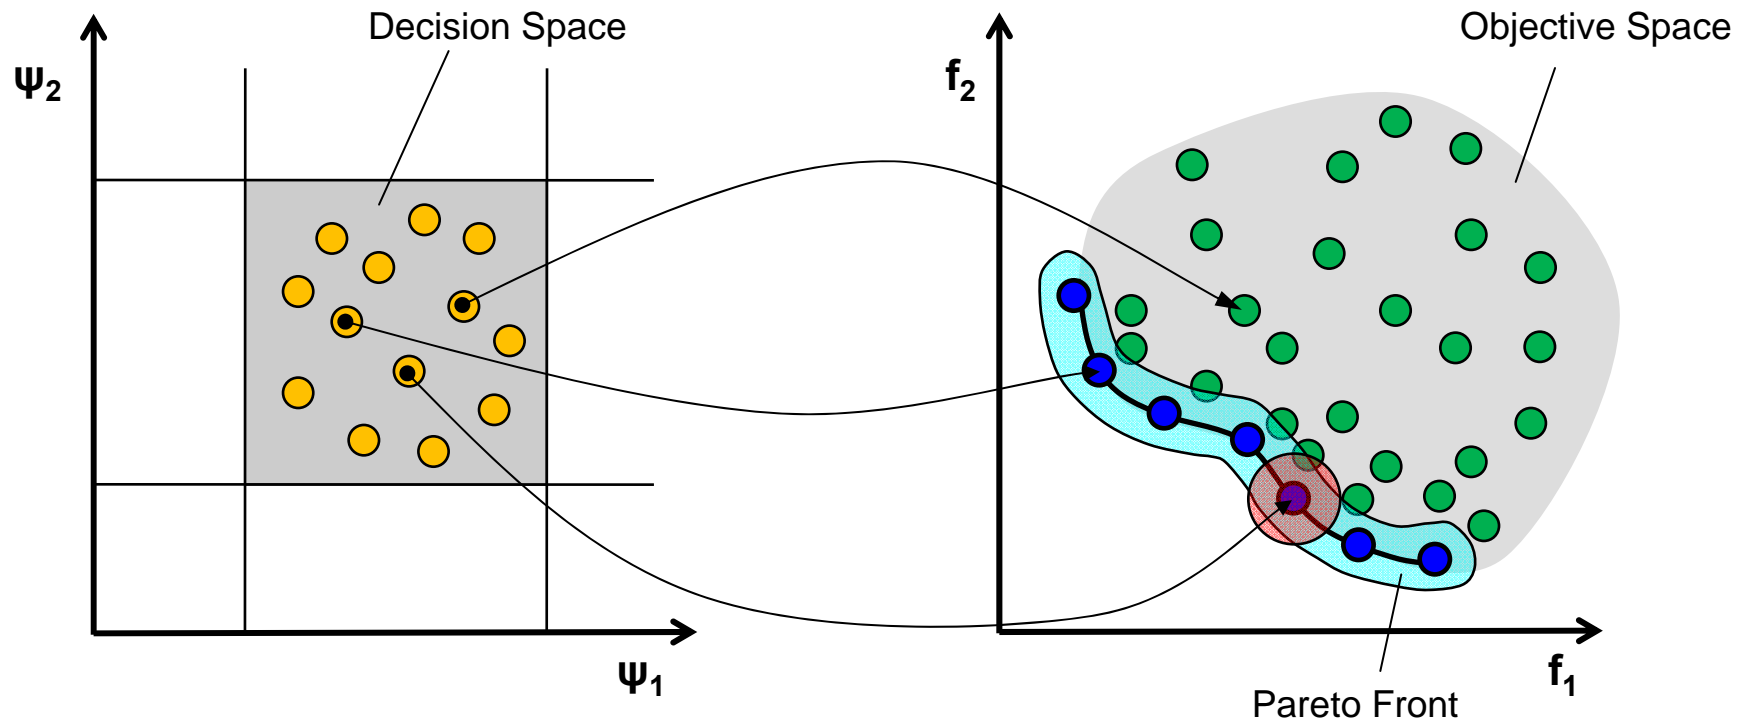 Decision Space
Objective Space
ψ2
f2
ψ1
f1
Pareto Front